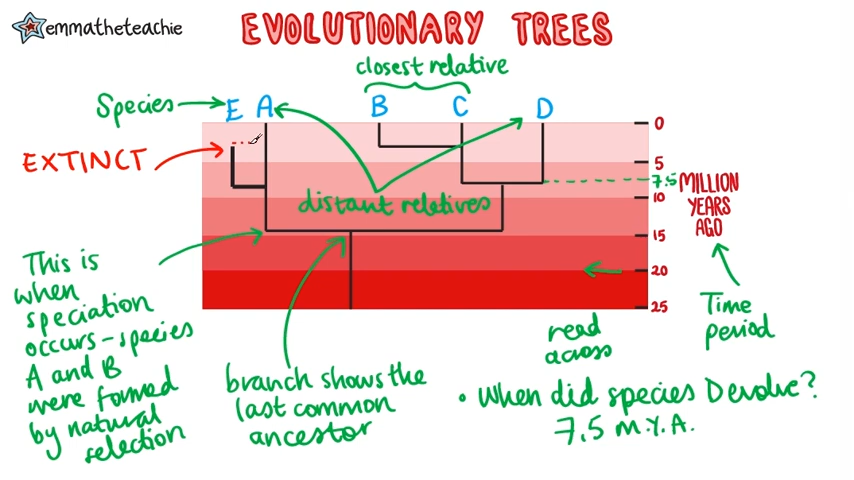 emmatheteachie
EVOLUTIONARY TREES
closest relative
Species
E A B C D
EXTINCT
0
5
7.5
10
15
20
25
MILLION
YEARS
AGO
distant relatives
This is
when
speciation
occurs - species
A and B
were formed
by natural
selection
branch shows the
last common
ancestor
read
across
Time
period
• When did species D evolve?
7.5 M.Y.A.